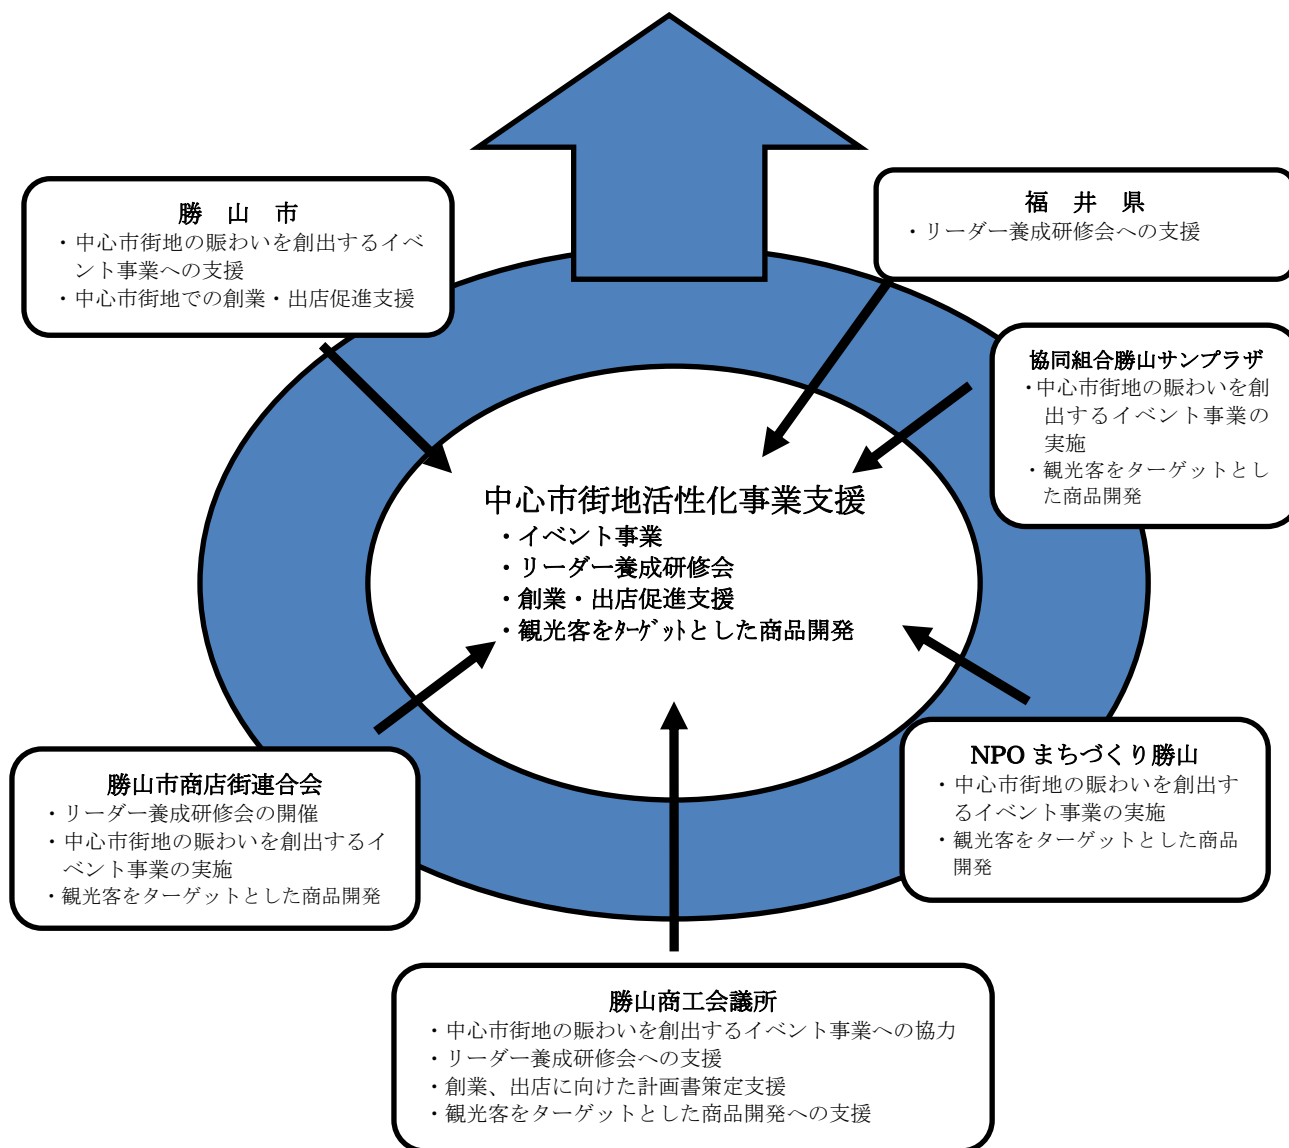 勝　山　市
・中心市街地の賑わいを創出するイベ
ント事業への支援
・中心市街地での創業・出店促進支援
福　井　県
・リーダー養成研修会への支援
協同組合勝山サンプラザ
・中心市街地の賑わいを創
出するイベント事業の
実施
・観光客をターゲットとし
た商品開発
中心市街地活性化事業支援
・イベント事業
・リーダー養成研修会
・創業・出店促進支援
・観光客をﾀｰｹﾞｯﾄとした商品開発
勝山市商店街連合会
・リーダー養成研修会の開催
・中心市街地の賑わいを創出するイ
ベント事業の実施
・観光客をターゲットとした商品開発
NPO まちづくり勝山
・中心市街地の賑わいを創出す
るイベント事業の実施
・観光客をターゲットとした商品
開発
勝山商工会議所
・中心市街地の賑わいを創出するイベント事業への協力
・リーダー養成研修会への支援
・創業、出店に向けた計画書策定支援
・観光客をターゲットとした商品開発への支援